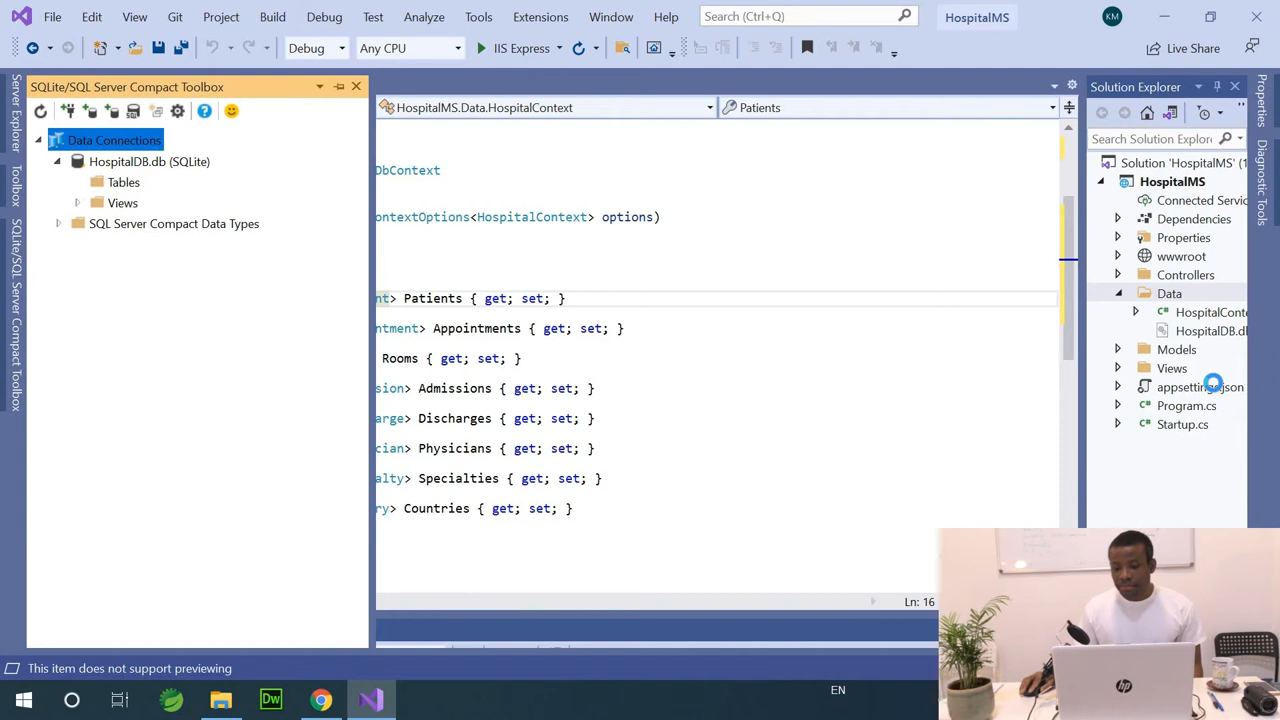 File Edit View Git Project Build Debug Test Analyze Tools Extensions Window Help Search (Ctrl+Q) HospitalMS KM
Debug Any CPU IIS Express Live Share
SQLite/SQL Server Compact Toolbox
Data Connections
HospitalDB.db (SQLite)
Tables
Views
SQL Server Compact Data Types
Server Explorer
Toolbox
SQLite/SQL Server Compact Toolbox
HospitalMS.Data.HospitalContext Patients
DbContext
ontextOptions<HospitalContext> options)
nt> Patients { get; set; }
ntment> Appointments { get; set; }
Rooms { get; set; }
sion> Admissions { get; set; }
arge> Discharges { get; set; }
cian> Physicians { get; set; }
alty> Specialties { get; set; }
ry> Countries { get; set; }
Ln: 16
Solution Explorer
Search Solution Explor
Solution 'HospitalMS' (1
HospitalMS
Connected Servic
Dependencies
Properties
wwwroot
Controllers
Data
HospitalConte
HospitalDB.db
Models
Views
appsettings.json
Program.cs
Startup.cs
Properties
Diagnostic Tools
This item does not support previewing
Dw
EN
hp